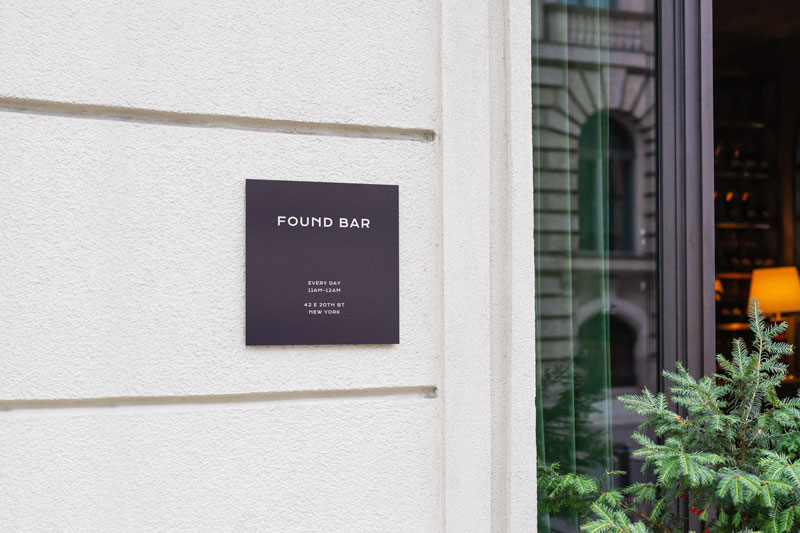 FOUND BAR
EVERY DAY
11AM–12AM
42 E 20TH ST
NEW YORK